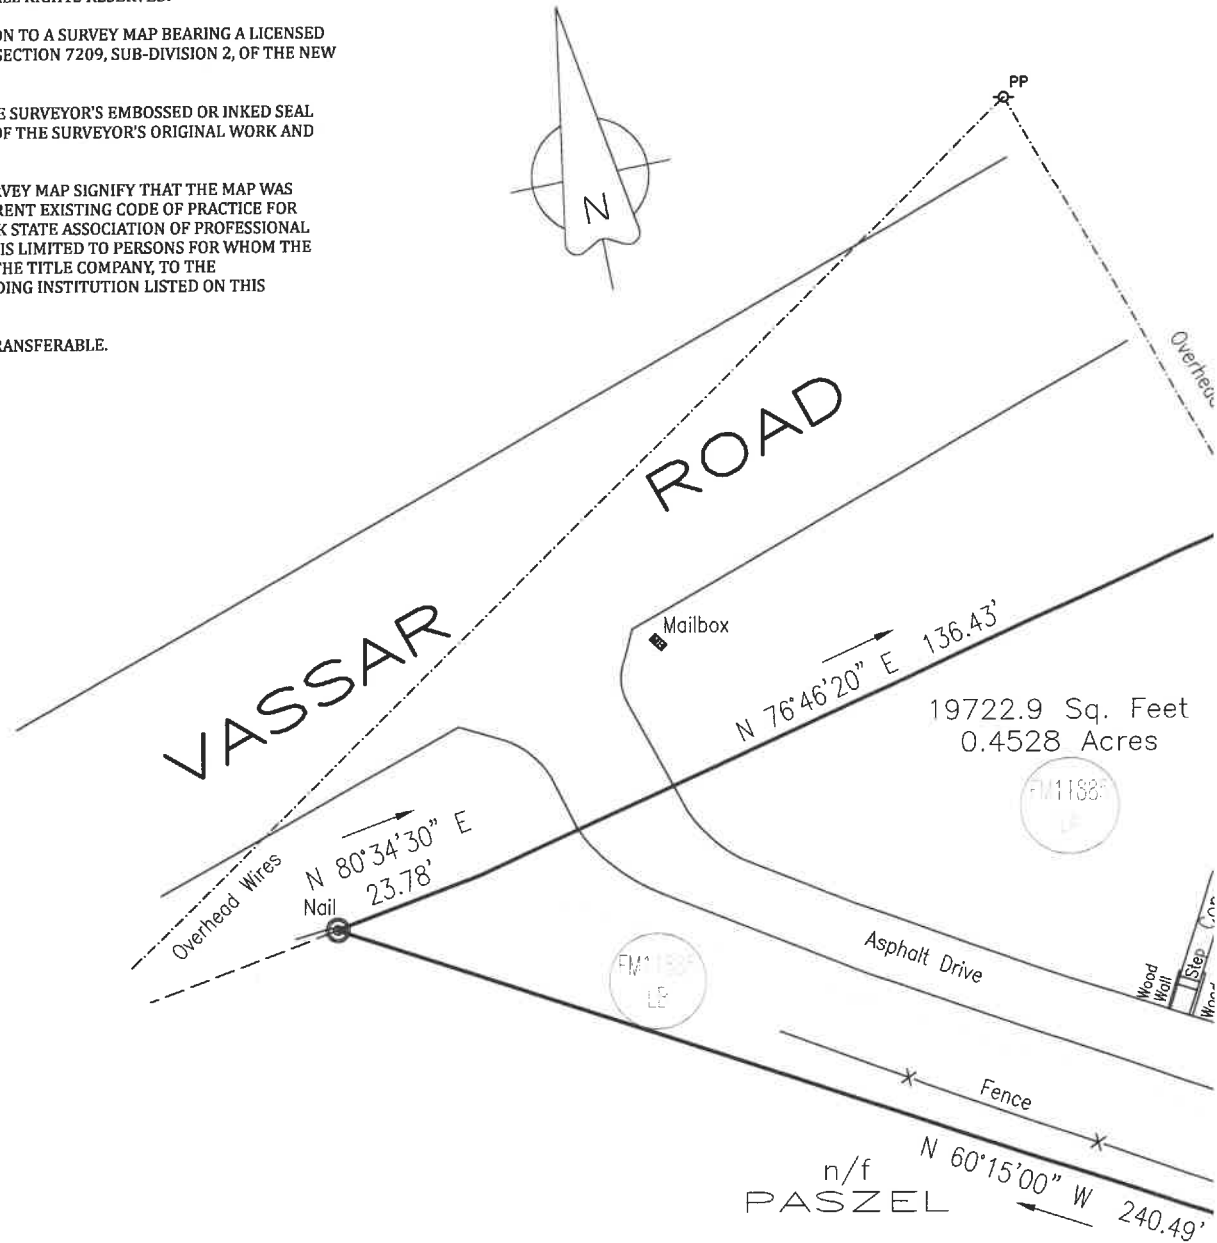 ON TO A SURVEY MAP BEARING A LICENSED
SECTION 7209, SUB-DIVISION 2, OF THE NEW
E SURVEYOR'S EMBOSSED OR INKED SEAL
OF THE SURVEYOR'S ORIGINAL WORK AND
RVEY MAP SIGNIFY THAT THE MAP WAS
RENT EXISTING CODE OF PRACTICE FOR
K STATE ASSOCIATION OF PROFESSIONAL
IS LIMITED TO PERSONS FOR WHOM THE
THE TITLE COMPANY, TO THE
DING INSTITUTION LISTED ON THIS
RANSFERABLE.
N
PP
Overhead
VASSAR ROAD
Mailbox
N 76°46'20" E 136.43'
19722.9 Sq. Feet
0.4528 Acres
N 80°34'30" E
23.78'
Overhead Wires
Nail
Asphalt Drive
Wood
Wall
Step
Wood
Fence
N 60°15'00" W 240.49'
n/f
PASZEL